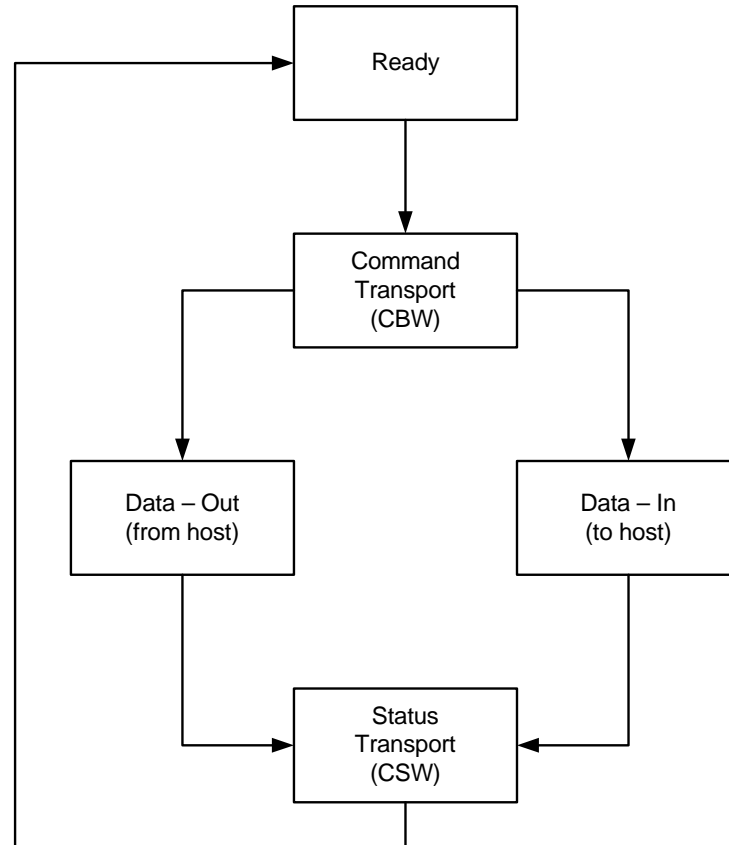 Ready
Command
Transport
(CBW)
Data – Out
(from host)
Data – In
(to host)
Status
Transport
(CSW)